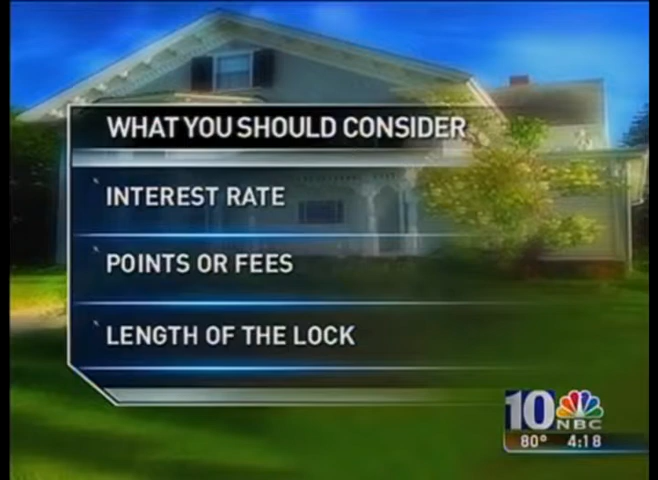 WHAT YOU SHOULD CONSIDER
INTEREST RATE
POINTS OR FEES
LENGTH OF THE LOCK
10
NBC
80° 4:18